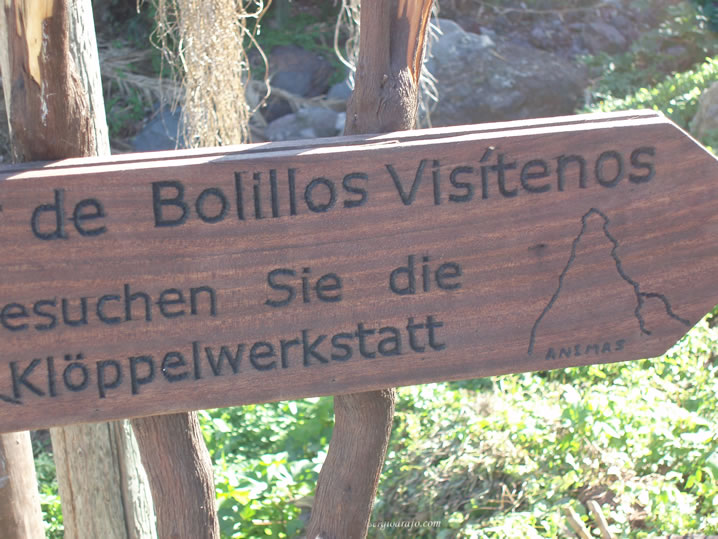 de Bolillos Visítenos
esuchen Sie die
Klöppelwerkstatt
ANEMAS